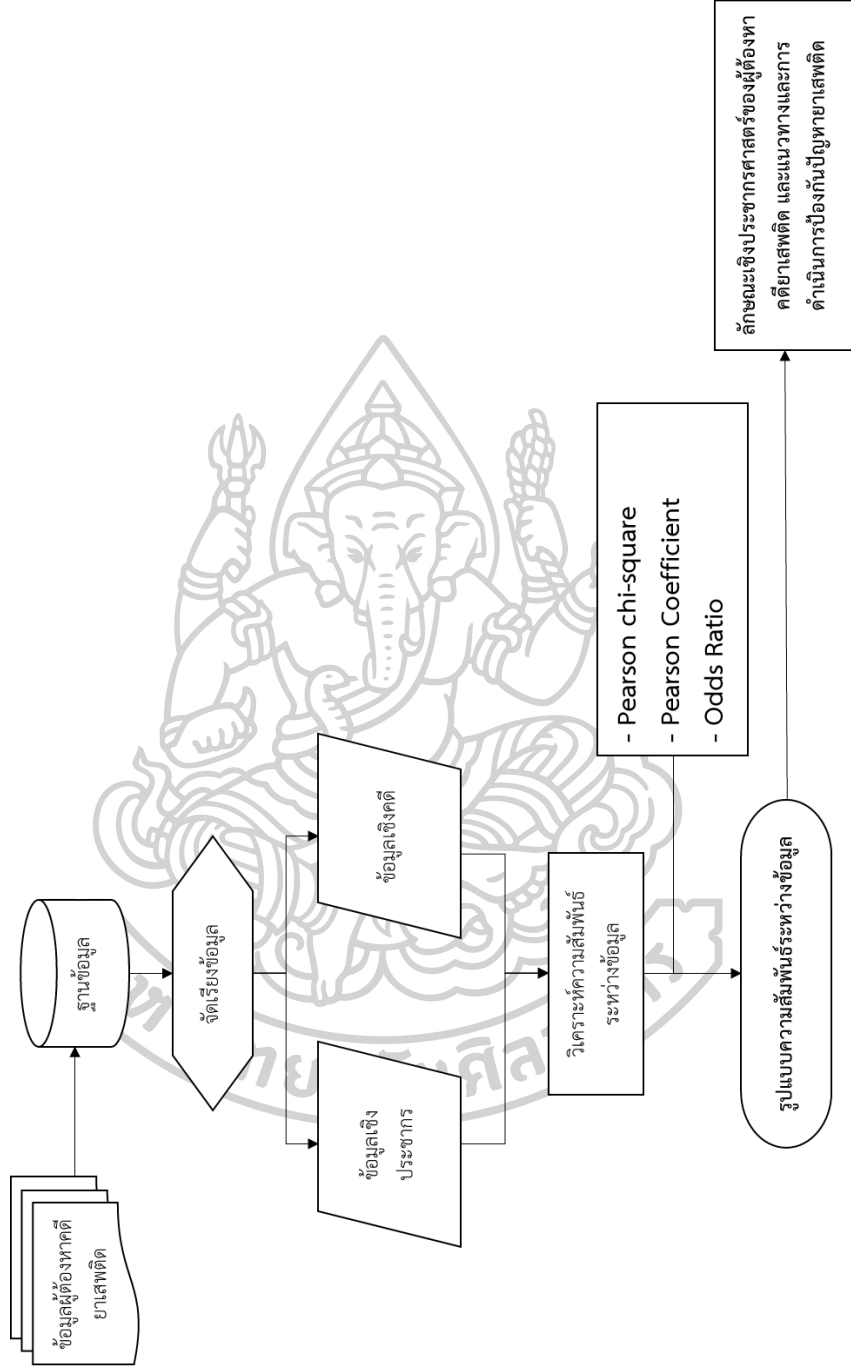 ข้อมูลผู้ต้องหาคดี
ยาเสพติด
ฐานข้อมูล
จัดเรียงข้อมูล
ข้อมูลเชิง
ประชากร
ข้อมูลเชิงคดี
วิเคราะห์ความสัมพันธ์
ระหว่างข้อมูล
- Pearson chi-square
- Pearson Coefficient
- Odds Ratio
รูปแบบความสัมพันธ์ระหว่างข้อมูล
ลักษณะเชิงประชากรศาสตร์ของผู้ต้องหา
คดียาเสพติด และแนวทางและการ
ดำเนินการป้องกันปัญหายาเสพติด